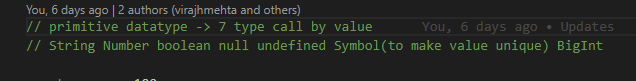 You, 6 days ago | 2 authors (virajhmehta and others)
// primitive datatype -> 7 type call by value You, 6 days ago • Updates
// String Number boolean null undefined Symbol(to make value unique) BigInt